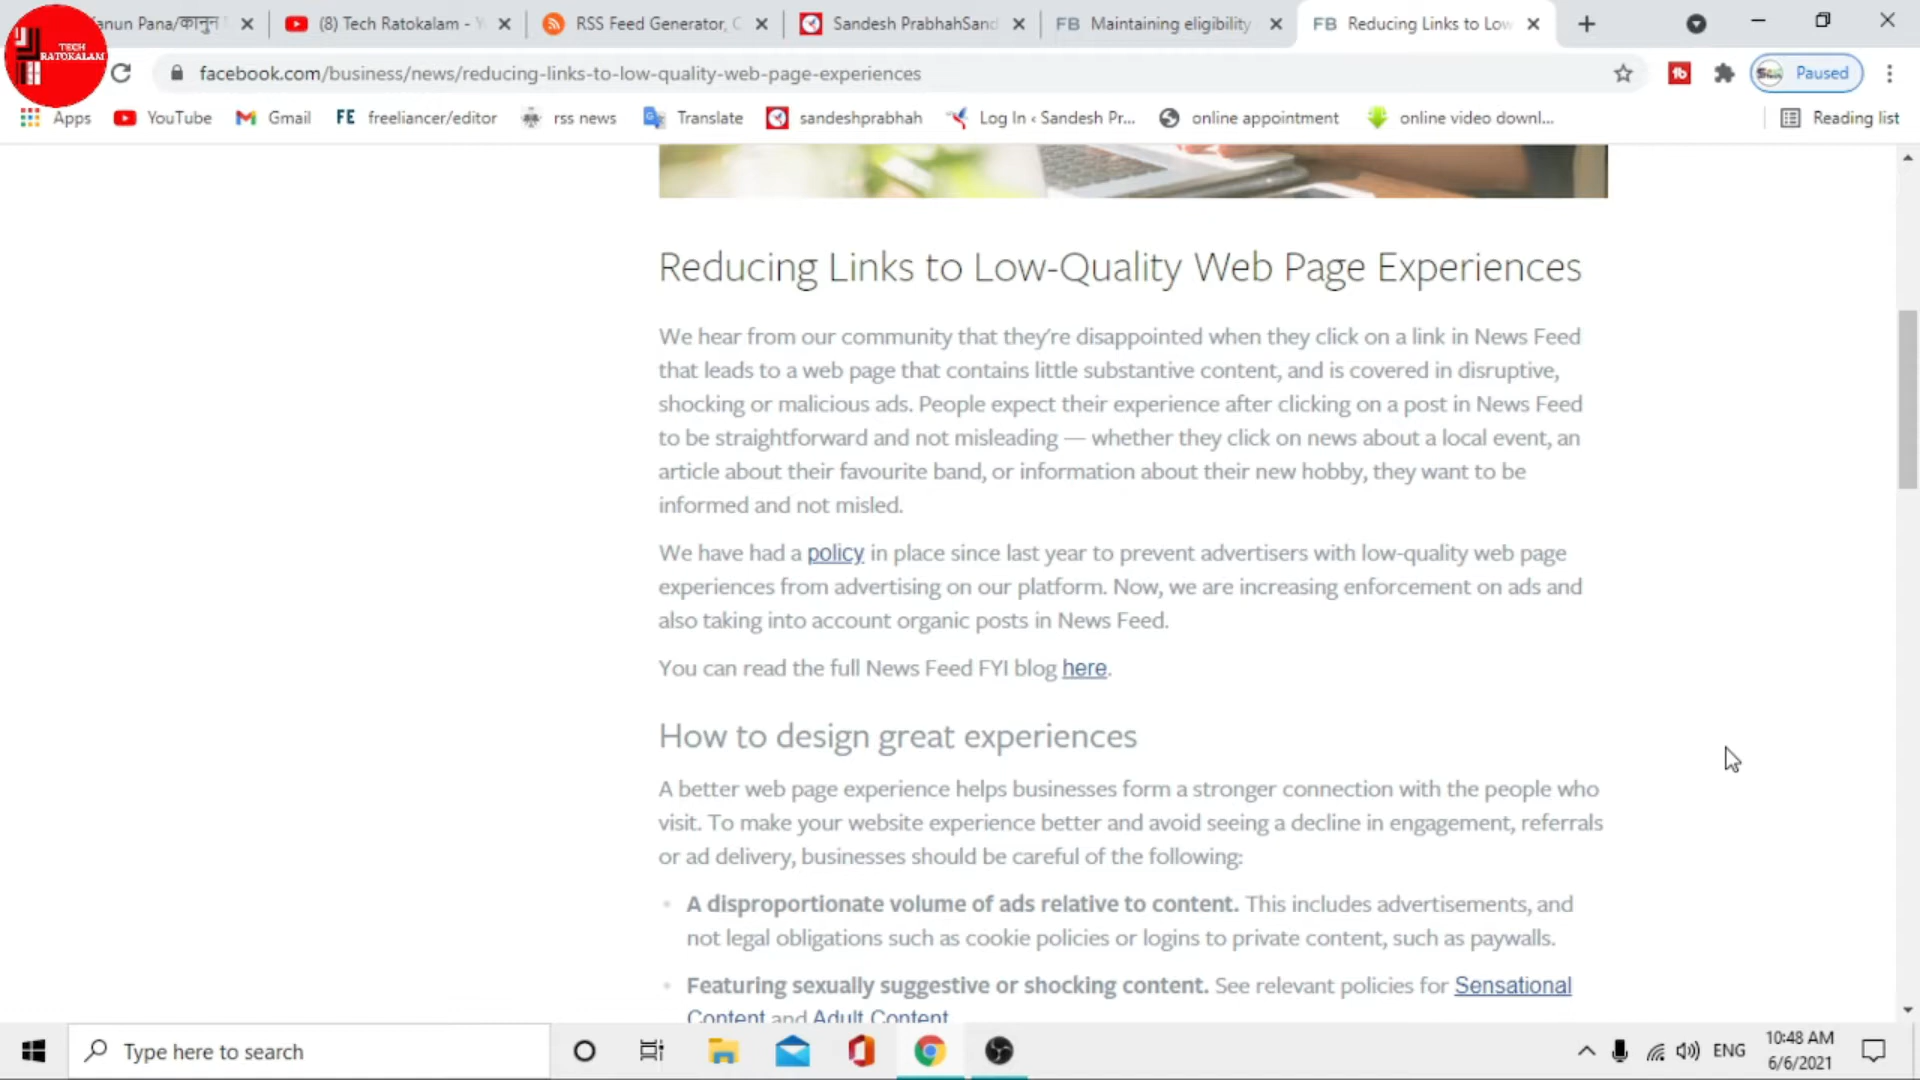 anun Pana/कानुन
(8) Tech Ratokalam - Y
RSS Feed Generator, C
Sandesh PrabhahSand
FB Maintaining eligibility
FB Reducing Links to Low
TECH
RATOKALAM
facebook.com/business/news/reducing-links-to-low-quality-web-page-experiences
Paused
Apps
YouTube
Gmail
FE freeliancer/editor
rss news
Translate
sandeshprabhah
Log In ‹ Sandesh Pr...
online appointment
online video downl...
Reading list
Reducing Links to Low-Quality Web Page Experiences
We hear from our community that they're disappointed when they click on a link in News Feed
that leads to a web page that contains little substantive content, and is covered in disruptive,
shocking or malicious ads. People expect their experience after clicking on a post in News Feed
to be straightforward and not misleading — whether they click on news about a local event, an
article about their favourite band, or information about their new hobby, they want to be
informed and not misled.
We have had a policy in place since last year to prevent advertisers with low-quality web page
experiences from advertising on our platform. Now, we are increasing enforcement on ads and
also taking into account organic posts in News Feed.
You can read the full News Feed FYI blog here.
How to design great experiences
A better web page experience helps businesses form a stronger connection with the people who
visit. To make your website experience better and avoid seeing a decline in engagement, referrals
or ad delivery, businesses should be careful of the following:
• A disproportionate volume of ads relative to content. This includes advertisements, and
not legal obligations such as cookie policies or logins to private content, such as paywalls.
• Featuring sexually suggestive or shocking content. See relevant policies for Sensational
Content and Adult Content
Type here to search
ENG
10:48 AM
6/6/2021